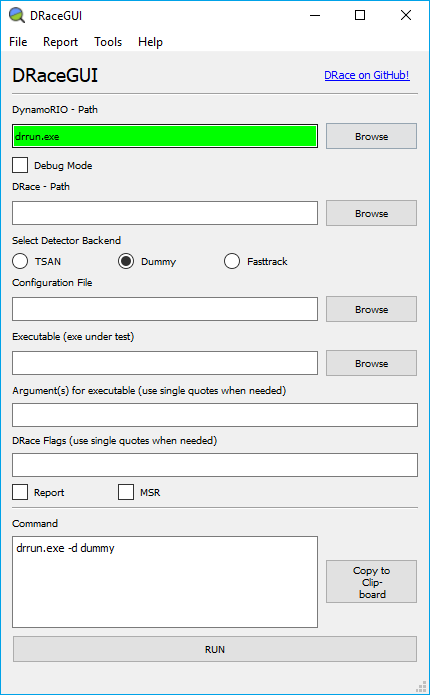 DRaceGUI
File Report Tools Help
DRaceGUI DRace on GitHub!
DynamoRIO - Path
drrun.exe Browse
Debug Mode
DRace - Path
Browse
Select Detector Backend
TSAN Dummy Fasttrack
Configuration File
Browse
Executable (exe under test)
Browse
Argument(s) for executable (use single quotes when needed)
DRace Flags (use single quotes when needed)
Report MSR
Command
drrun.exe -d dummy
Copy to
Clip-
board
RUN